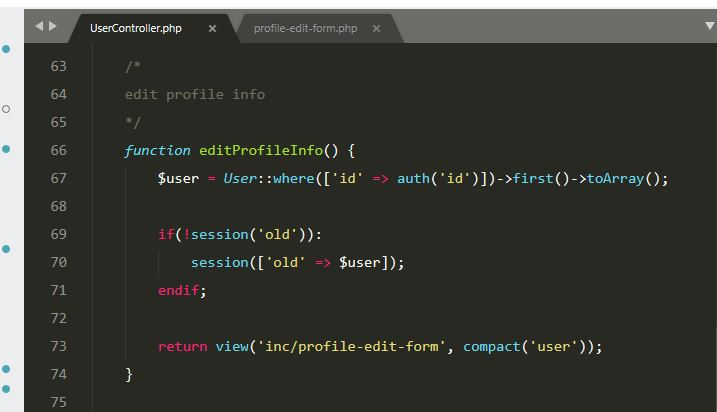 UserController.php × profile-edit-form.php ×
63 /*
64 edit profile info
65 */
66 function editProfileInfo() {
67 $user = User::where(['id' => auth('id')])->first()->toArray();
68
69 if(!session('old')):
70 session(['old' => $user]);
71 endif;
72
73 return view('inc/profile-edit-form', compact('user'));
74 }
75